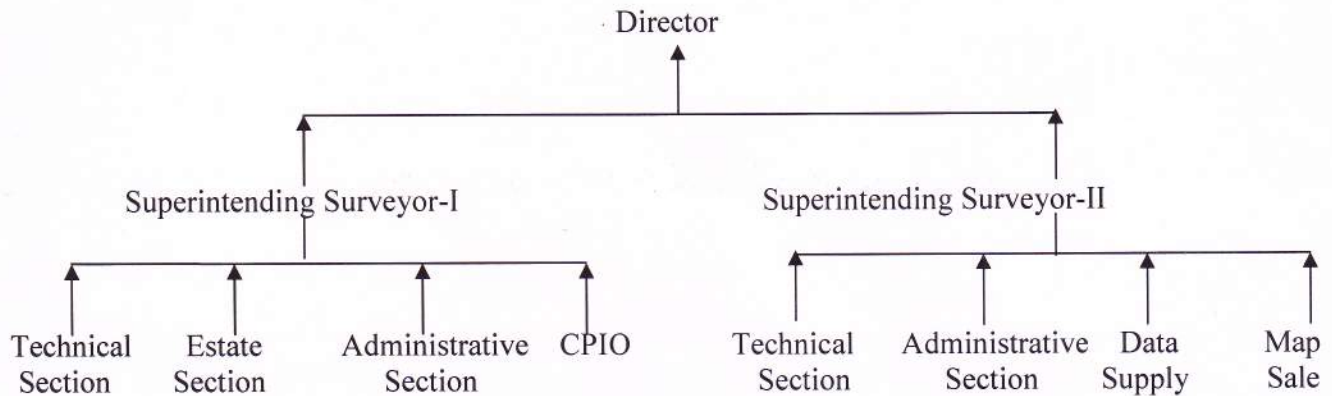 Director
Superintending Surveyor-I
Superintending Surveyor-II
Technical Section
Estate Section
Administrative Section
CPIO
Technical Section
Administrative Section
Data Supply
Map Sale